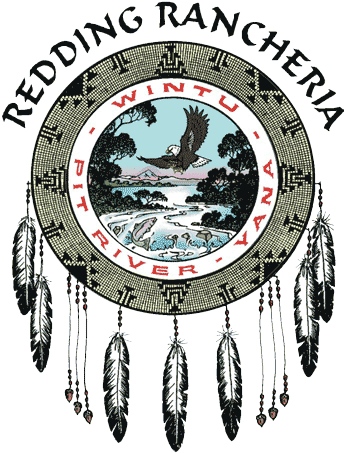 REDDING RANCHERIA
- WINTU -
PIT RIVER - YANA